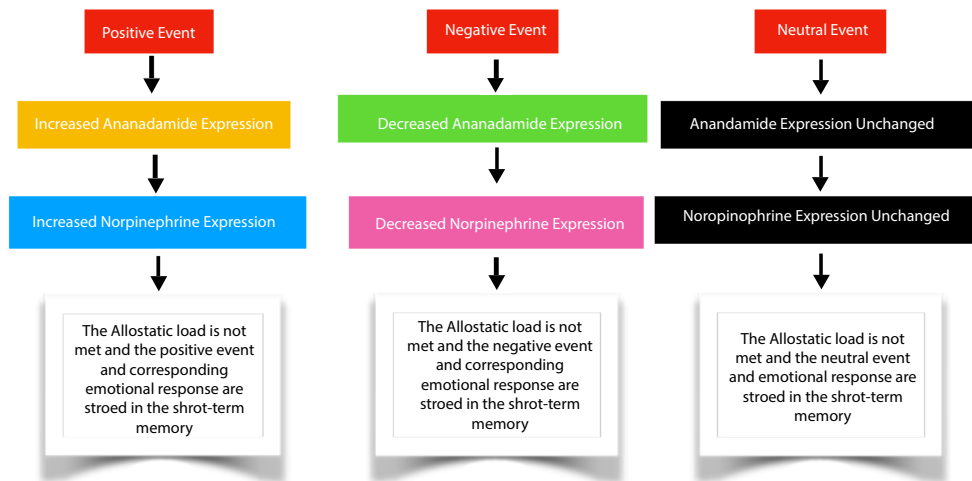 Positive Event
Increased Ananadamide Expression
Increased Norpinephrine Expression
The Allostatic load is not
met and the positive event
and corresponding
emotional response are
stroed in the shrot-term
memory
Negative Event
Decreased Ananadamide Expression
Decreased Norpinephrine Expression
The Allostatic load is not
met and the negative event
and corresponding
emotional response are
stroed in the shrot-term
memory
Neutral Event
Anandamide Expression Unchanged
Noropinophrine Expression Unchanged
The Allostatic load is not
met and the neutral event
and emotional response are
stroed in the shrot-term
memory